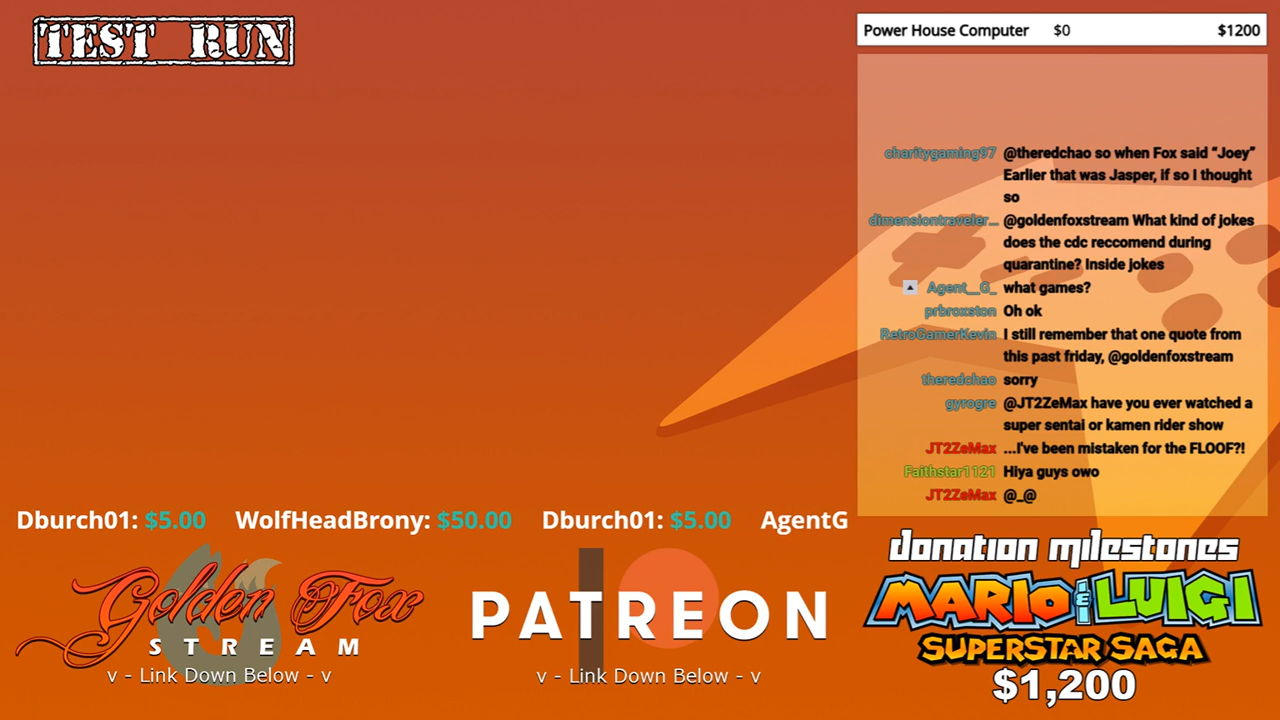 TEST RUN
Power House Computer $0 $1200
charitygaming97 @theredchao so when Fox said “Joey”
Earlier that was Jasper, if so I thought
so
dimensiontraveler... @goldenfoxstream What kind of jokes
does the cdc reccomend during
quarantine? Inside jokes
Agent__G_ what games?
prbroxston Oh ok
RetroGamerKevin I still remember that one quote from
this past friday, @goldenfoxstream
theredchao sorry
gyrogre @JT2ZeMax have you ever watched a
super sentai or kamen rider show
JT2ZeMax ...I've been mistaken for the FLOOF?!
Faithstar1121 Hiya guys owo
JT2ZeMax @_@
Dburch01: $5.00 WolfHeadBrony: $50.00 Dburch01: $5.00 AgentG
Golden Fox
STREAM
v - Link Down Below - v
PATREON
v - Link Down Below - v
Donation Milestones
MARIO & LUIGI
SUPERSTAR SAGA
$1,200